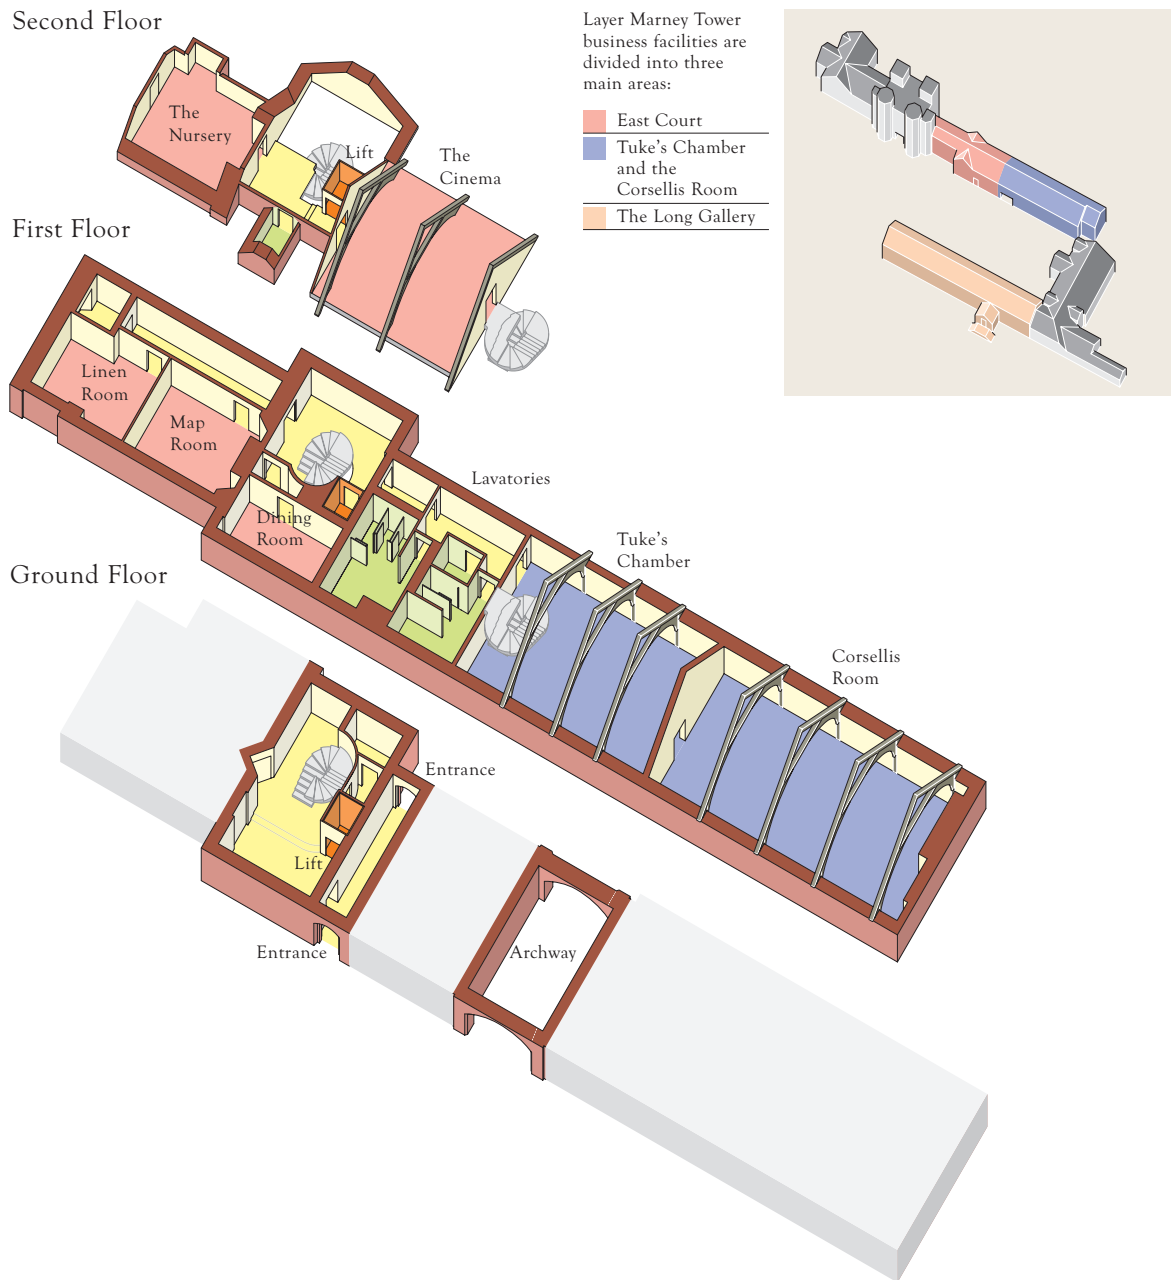 Second Floor
Layer Marney Tower
business facilities are
divided into three
main areas:
East Court
Tuke's Chamber
and the
Corsellis Room
The Long Gallery
The
Nursery
Lift
The
Cinema
First Floor
Linen
Room
Map
Room
Dining
Room
Lavatories
Tuke's
Chamber
Corsellis
Room
Ground Floor
Entrance
Lift
Entrance
Archway